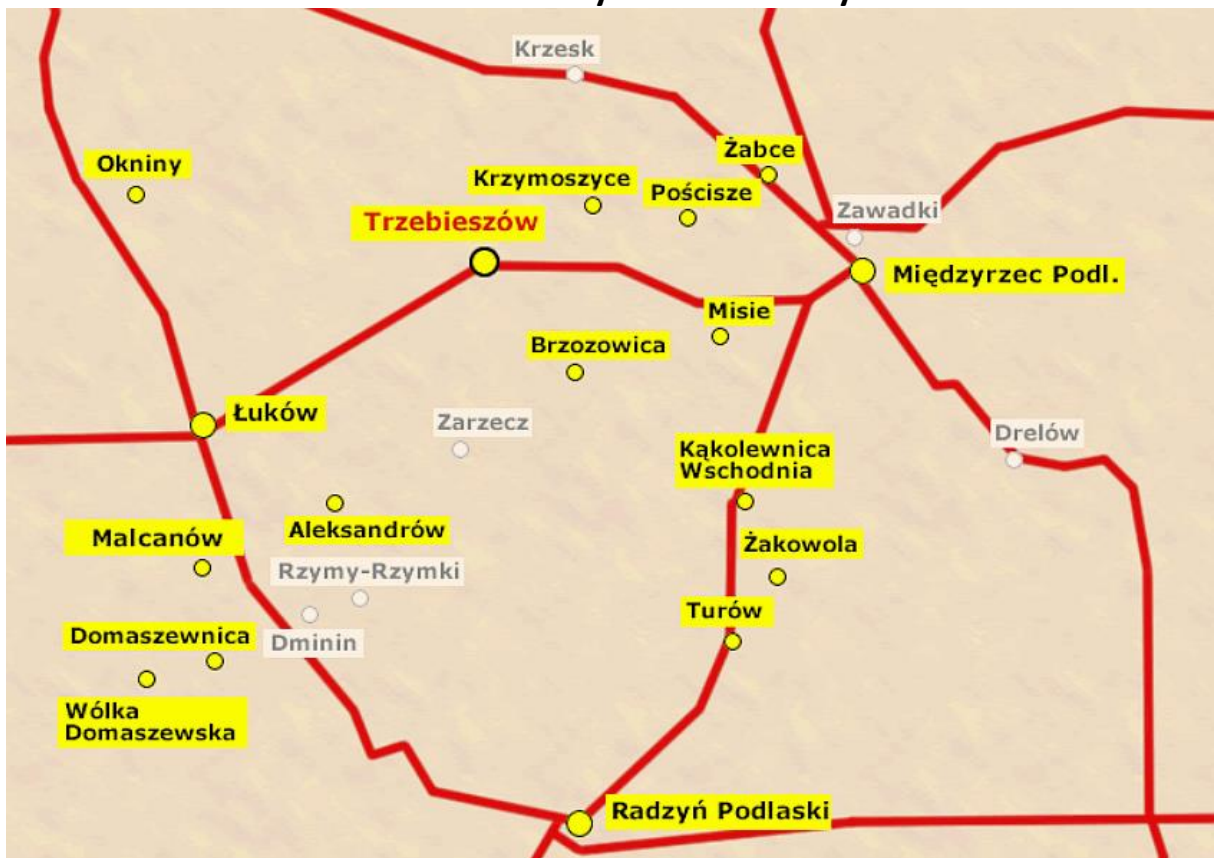 Krzesk
Żabce
Okniny
Krzymoszyce
Pościsze
Zawadki
Trzebieszów
Międzyrzec Podl.
Misie
Brzozowica
Łuków
Zarzecz
Drelów
Kąkolewnica
Wschodnia
Aleksandrów
Malcanów
Żakowola
Rzymy-Rzymki
Turów
Domaszewnica
Dminin
Wólka
Domaszewska
Radzyń Podlaski